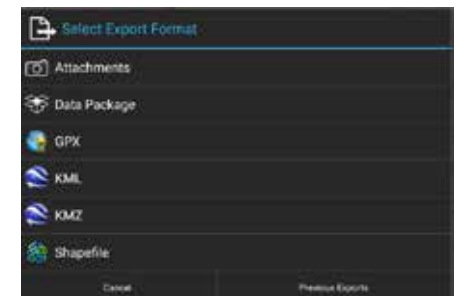 Select Export Format
Attachments
Data Package
GPX
KML
KMZ
Shapefile
Cancel Previous Exports